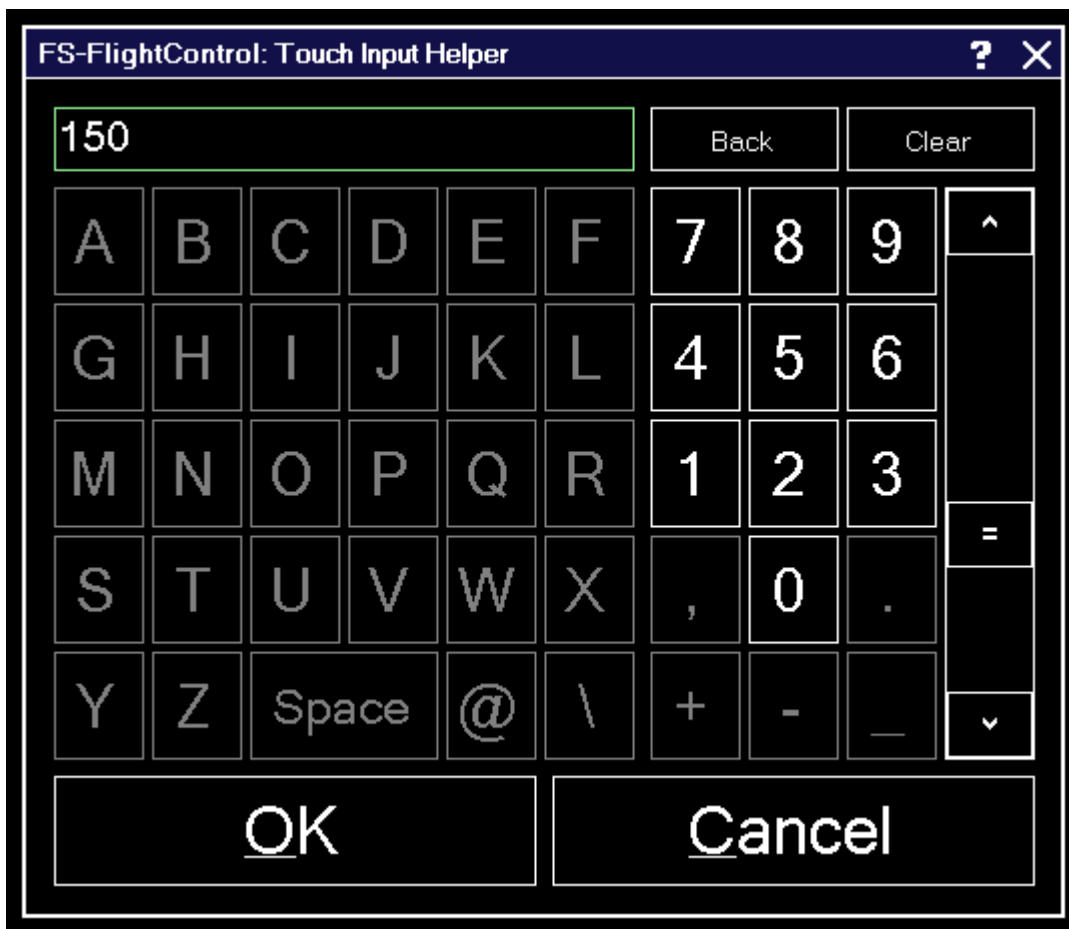 FS-FlightControl: Touch Input Helper ? X
150 Back Clear
A B C D E F 7 8 9 ^
G H I J K L 4 5 6
M N O P Q R 1 2 3
=
S T U V W X , 0 .
Y Z Space @ \ + - _ ⌄
OK Cancel